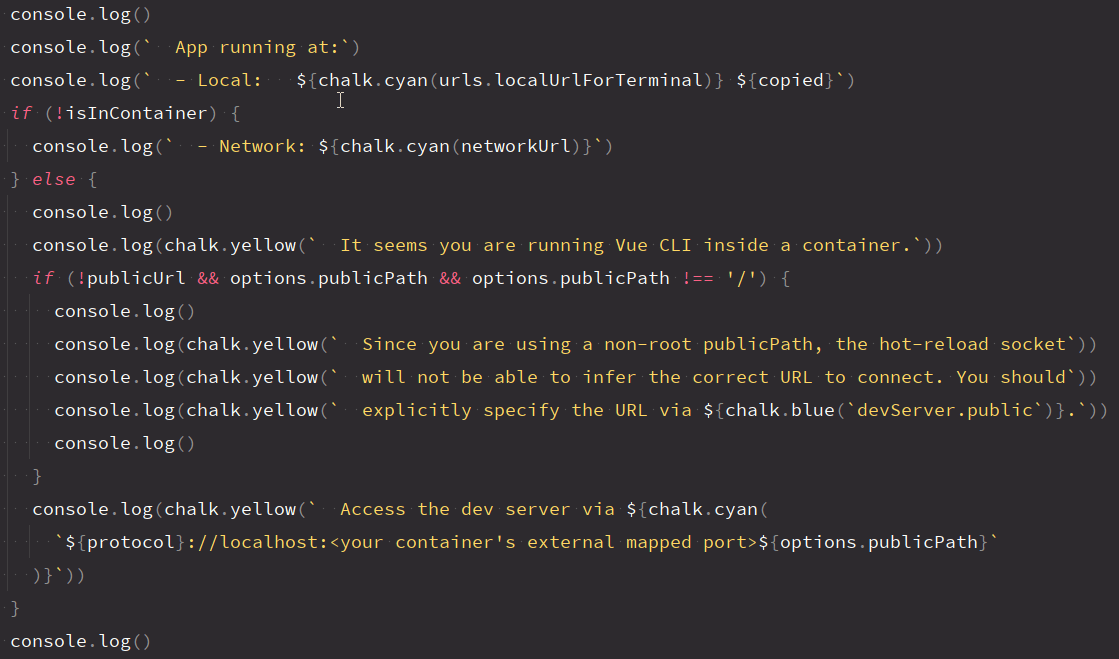 console.log()
console.log(`  App running at:`)
console.log(`  - Local:   ${chalk.cyan(urls.localUrlForTerminal)} ${copied}`)
if (!isInContainer) {
  console.log(`  - Network: ${chalk.cyan(networkUrl)}`)
} else {
  console.log()
  console.log(chalk.yellow(`  It seems you are running Vue CLI inside a container.`))
  if (!publicUrl && options.publicPath && options.publicPath !== '/') {
    console.log()
    console.log(chalk.yellow(`  Since you are using a non-root publicPath, the hot-reload socket`))
    console.log(chalk.yellow(`  will not be able to infer the correct URL to connect. You should`))
    console.log(chalk.yellow(`  explicitly specify the URL via ${chalk.blue(`devServer.public`)}.`))
    console.log()
  }
  console.log(chalk.yellow(`  Access the dev server via ${chalk.cyan(
    `${protocol}://localhost:<your container's external mapped port>${options.publicPath}`
  )}`))
}
console.log()